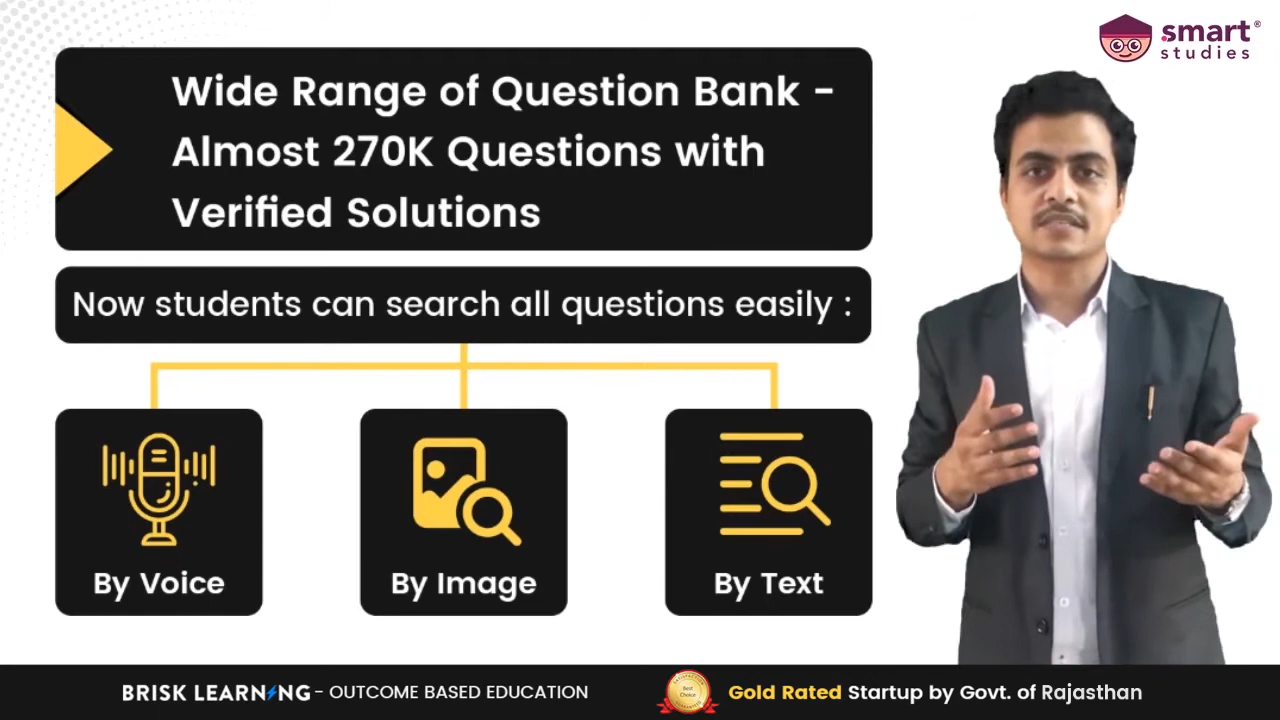 smart®
studies
Wide Range of Question Bank -
Almost 270K Questions with
Verified Solutions
Now students can search all questions easily :
By Voice
By Image
By Text
BRISK LEARNING - OUTCOME BASED EDUCATION
Best
Choice
Gold Rated Startup by Govt. of Rajasthan